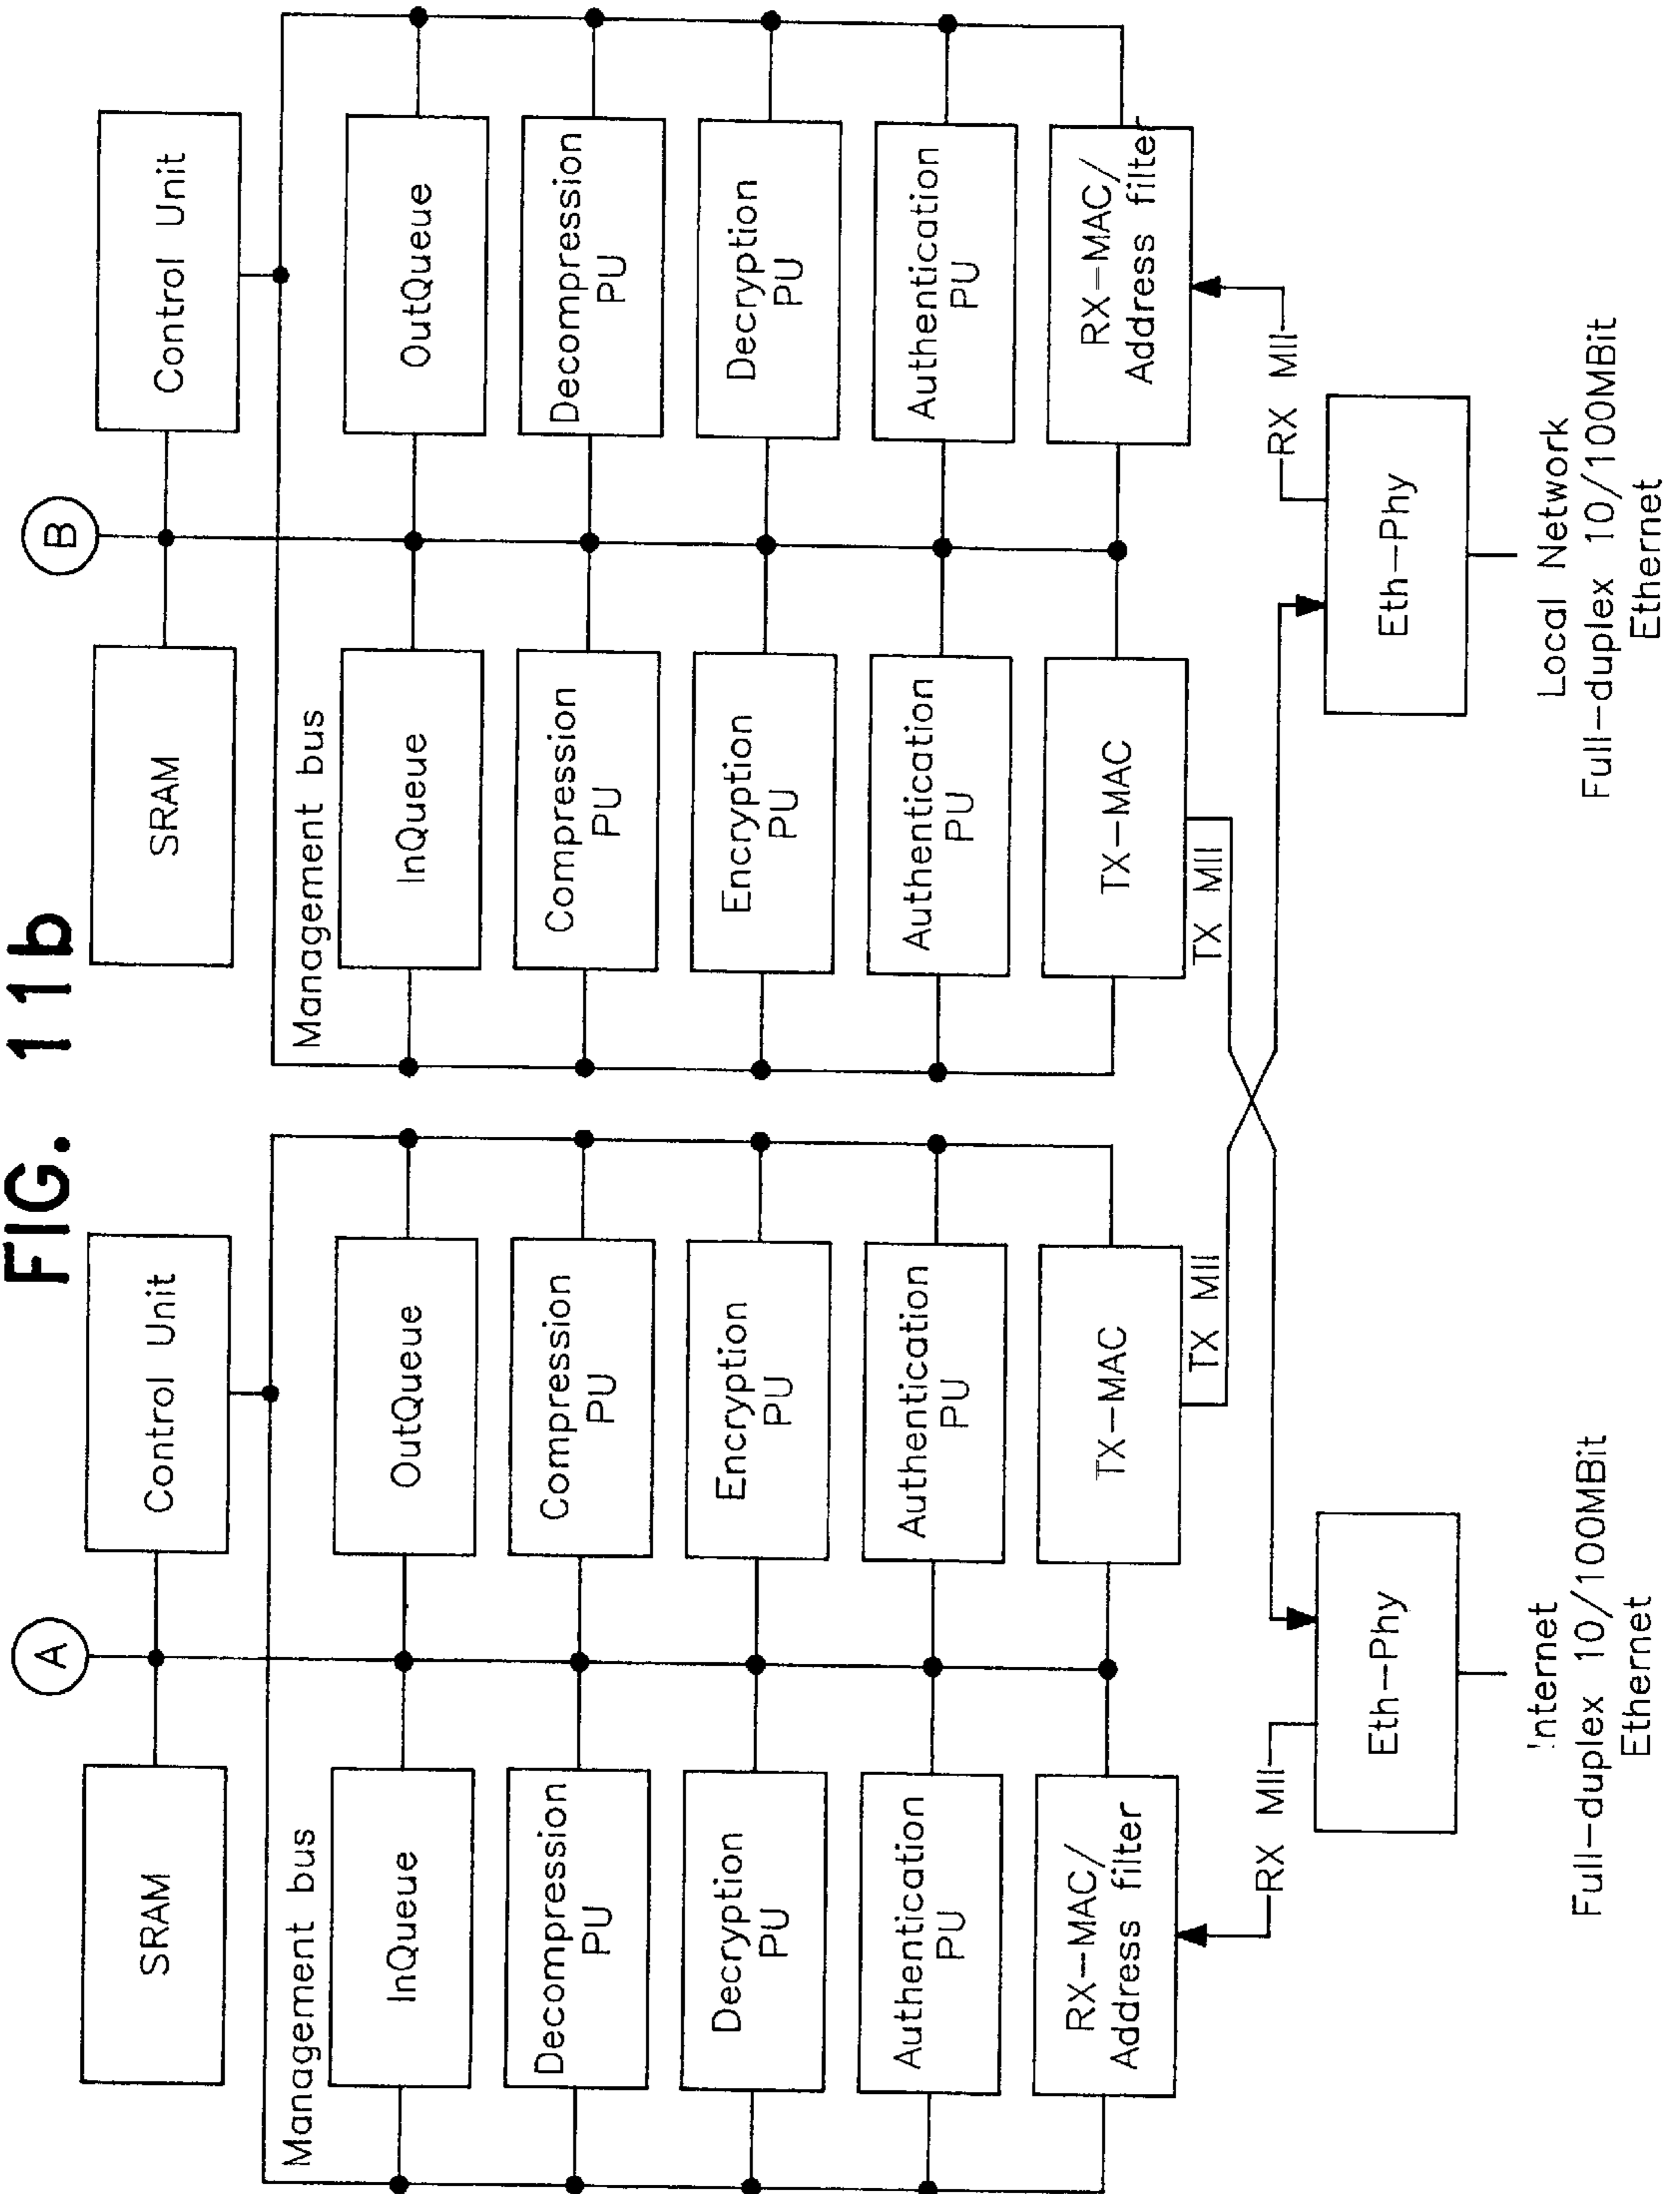 FIG. 11b
A
B
SRAM
Control Unit
SRAM
Control Unit
Management bus
Management bus
InQueue
OutQueue
InQueue
OutQueue
Decompression
PU
Compression
PU
Compression
PU
Decompression
PU
Decryption
PU
Encryption
PU
Encryption
PU
Decryption
PU
Authentication
PU
Authentication
PU
Authentication
PU
Authentication
PU
RX-MAC/
Address filter
TX-MAC
TX-MAC
RX-MAC/
Address filter
TX MII
TX MII
RX MII
RX MII
Eth-Phy
Eth-Phy
Internet
Full-duplex 10/100MBit
Ethernet
Local Network
Full-duplex 10/100MBit
Ethernet